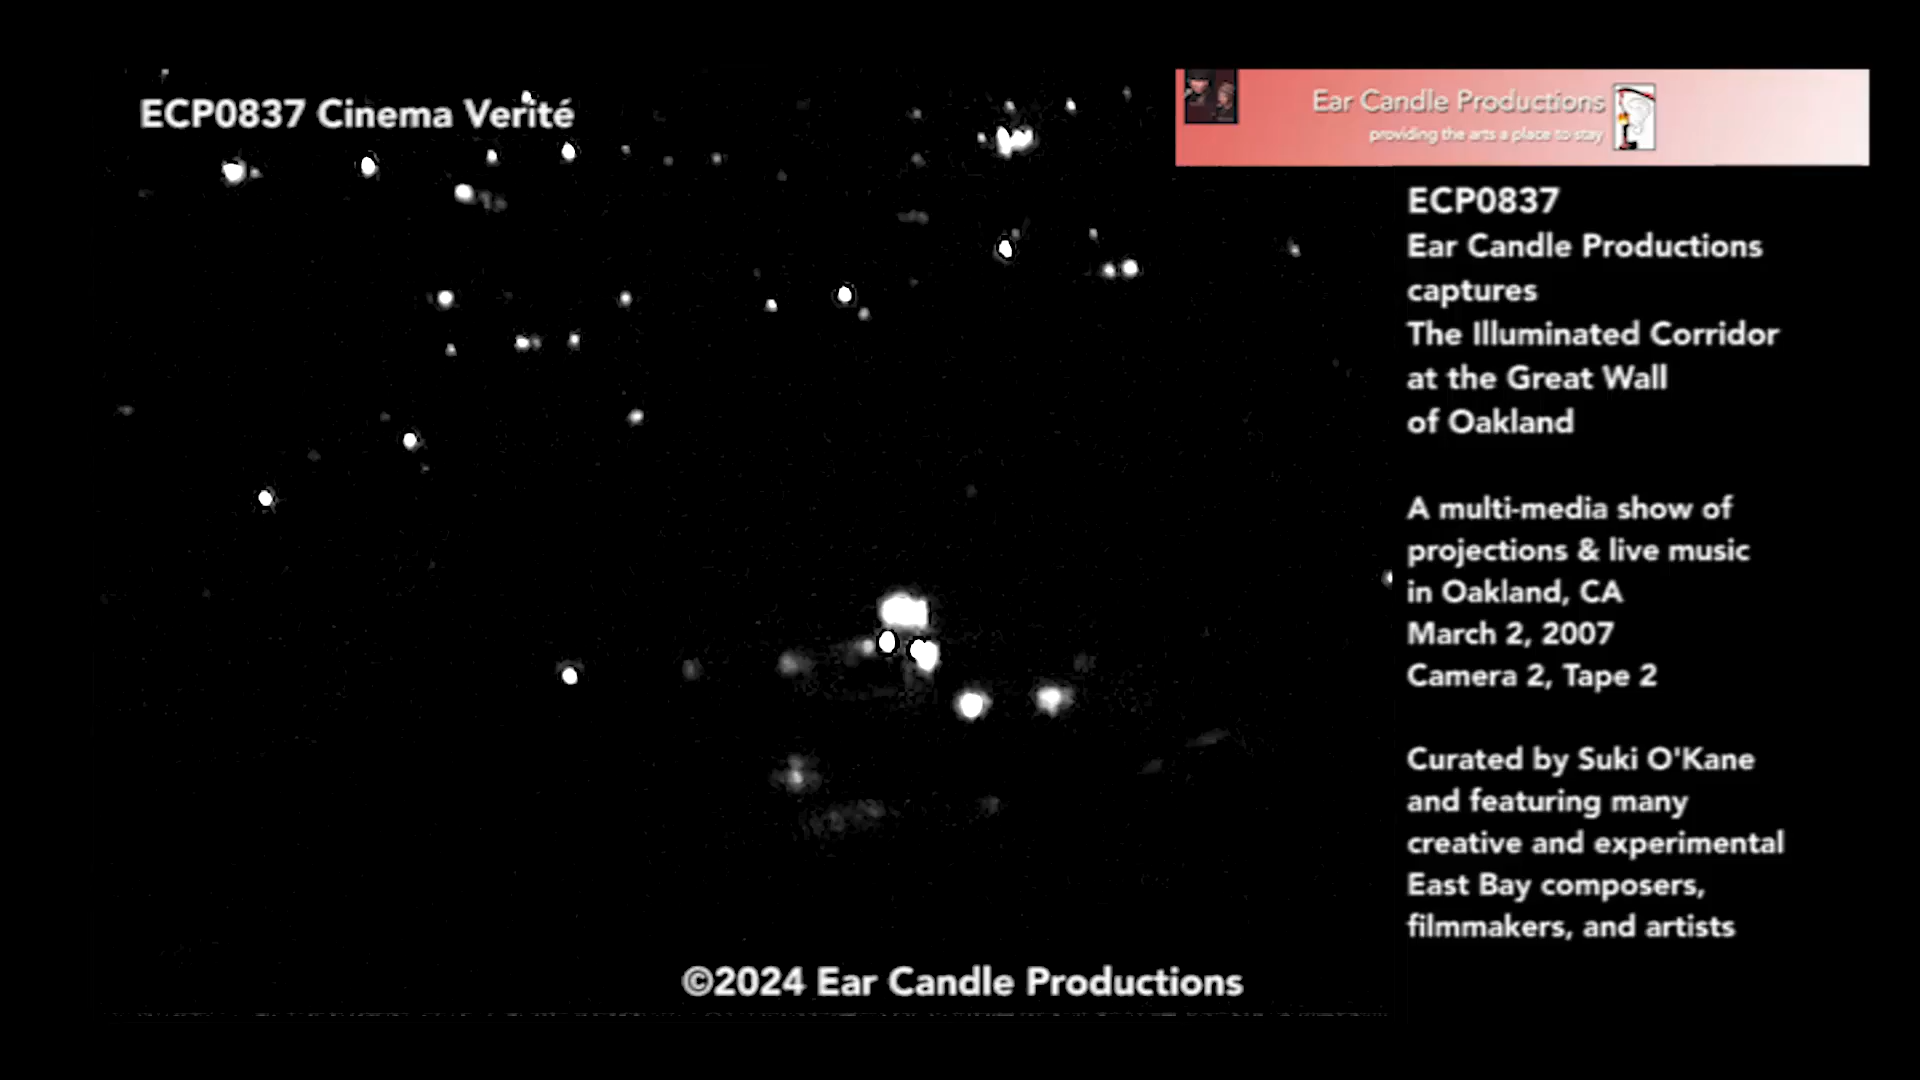 ECP0837 Cinema Verité
Ear Candle Productions
providing the arts a place to stay
ECP0837
Ear Candle Productions
captures
The Illuminated Corridor
at the Great Wall
of Oakland
A multi-media show of
projections & live music
in Oakland, CA
March 2, 2007
Camera 2, Tape 2
Curated by Suki O'Kane
and featuring many
creative and experimental
East Bay composers,
filmmakers, and artists
©2024 Ear Candle Productions